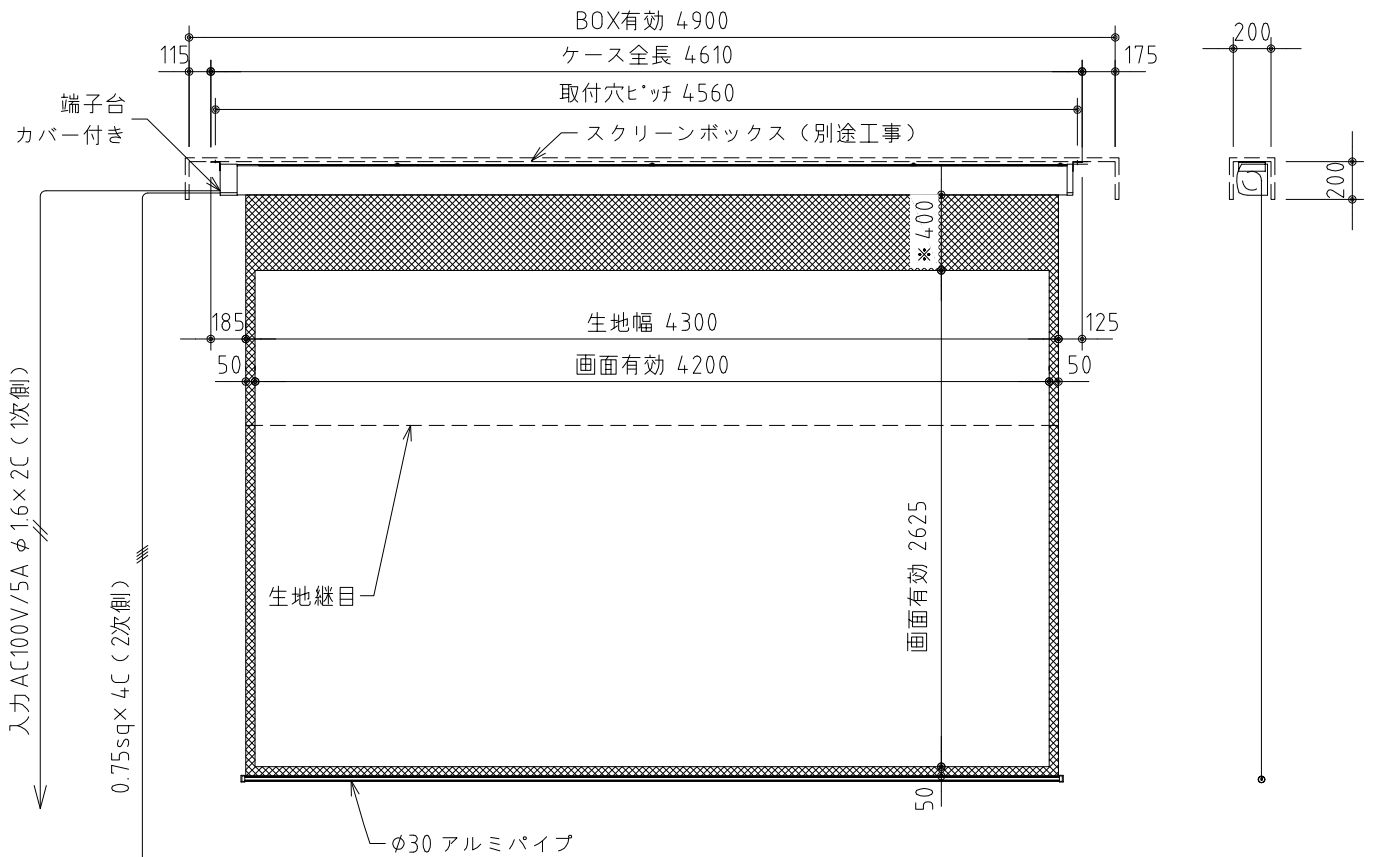 BOX有効 4900
200
115
ケース全長 4610
175
取付穴ﾋﾟｯﾁ 4560
端子台
カバー付き
スクリーンボックス（別途工事）
200
※ 400
185
生地幅 4300
125
50
画面有効 4200
50
入力AC100V/5A φ1.6×2C（1次側）
0.75sq×4C（2次側）
画面有効 2625
生地継目
50
φ30 アルミパイプ